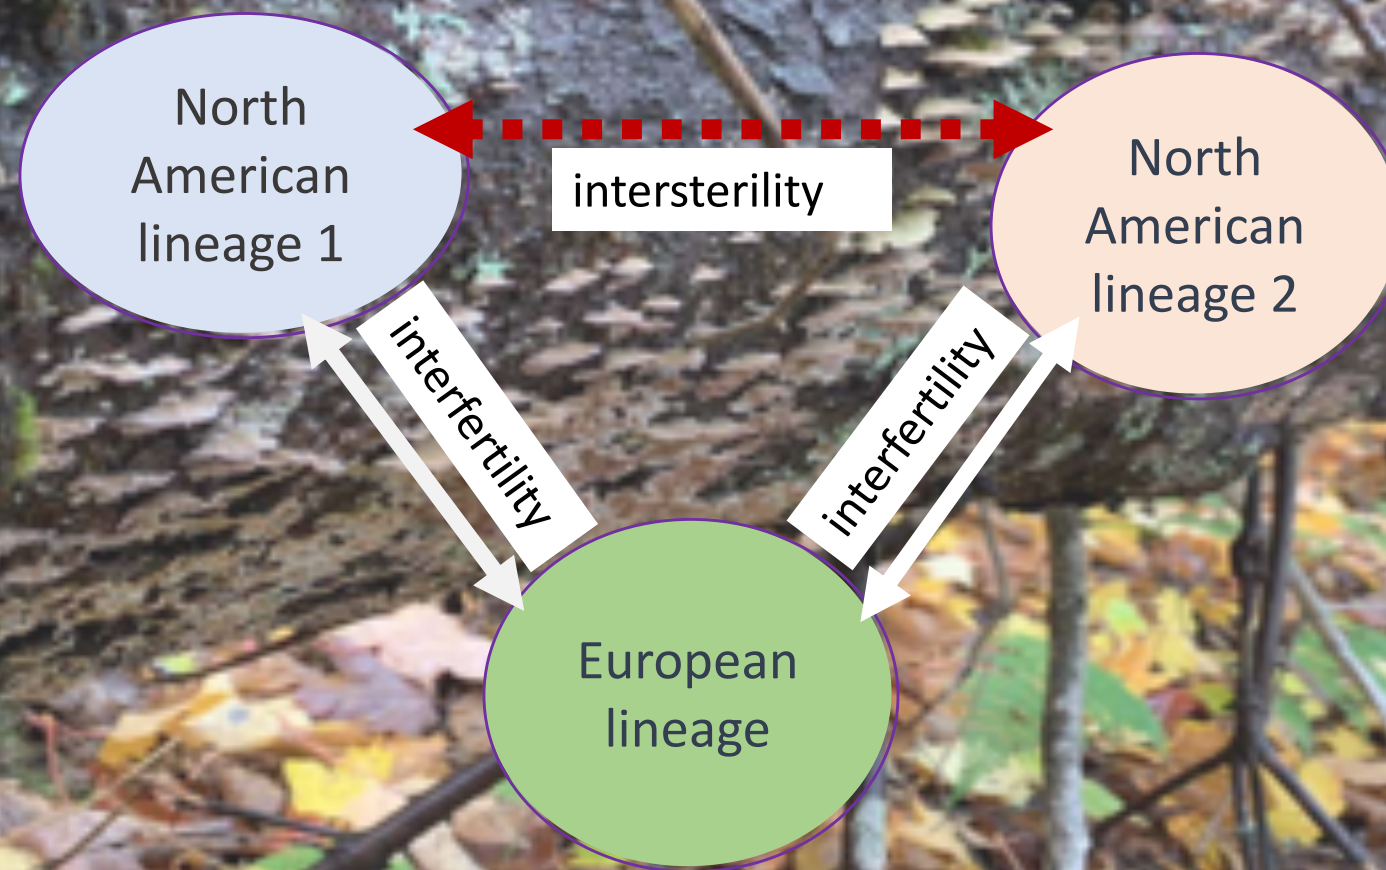 North
American
lineage 1
intersterility
North
American
lineage 2
interfertility
interfertility
European
lineage